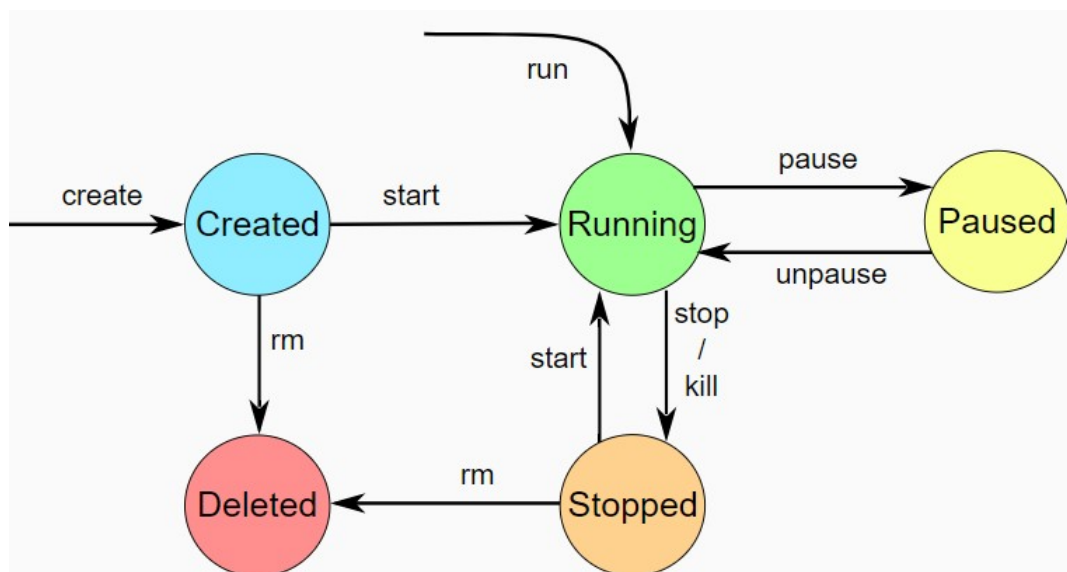 run
pause
create
start
Created
Running
Paused
unpause
rm
stop
/
kill
start
rm
Deleted
Stopped